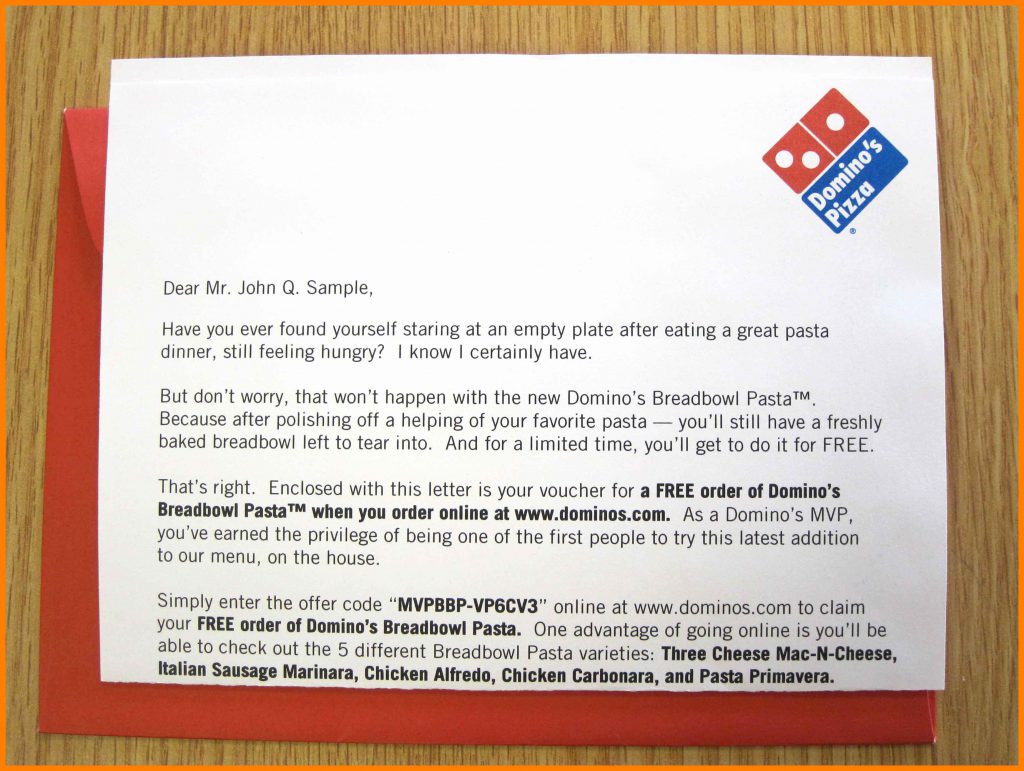 Domino's
Pizza
®
Dear Mr. John Q. Sample,
Have you ever found yourself staring at an empty plate after eating a great pasta
dinner, still feeling hungry?  I know I certainly have.
But don't worry, that won't happen with the new Domino's Breadbowl Pasta™.
Because after polishing off a helping of your favorite pasta — you'll still have a freshly
baked breadbowl left to tear into.  And for a limited time, you'll get to do it for FREE.
That's right.  Enclosed with this letter is your voucher for a FREE order of Domino's
Breadbowl Pasta™ when you order online at www.dominos.com.  As a Domino's MVP,
you've earned the privilege of being one of the first people to try this latest addition
to our menu, on the house.
Simply enter the offer code “MVPBBP-VP6CV3” online at www.dominos.com to claim
your FREE order of Domino's Breadbowl Pasta.  One advantage of going online is you'll be
able to check out the 5 different Breadbowl Pasta varieties: Three Cheese Mac-N-Cheese,
Italian Sausage Marinara, Chicken Alfredo, Chicken Carbonara, and Pasta Primavera.